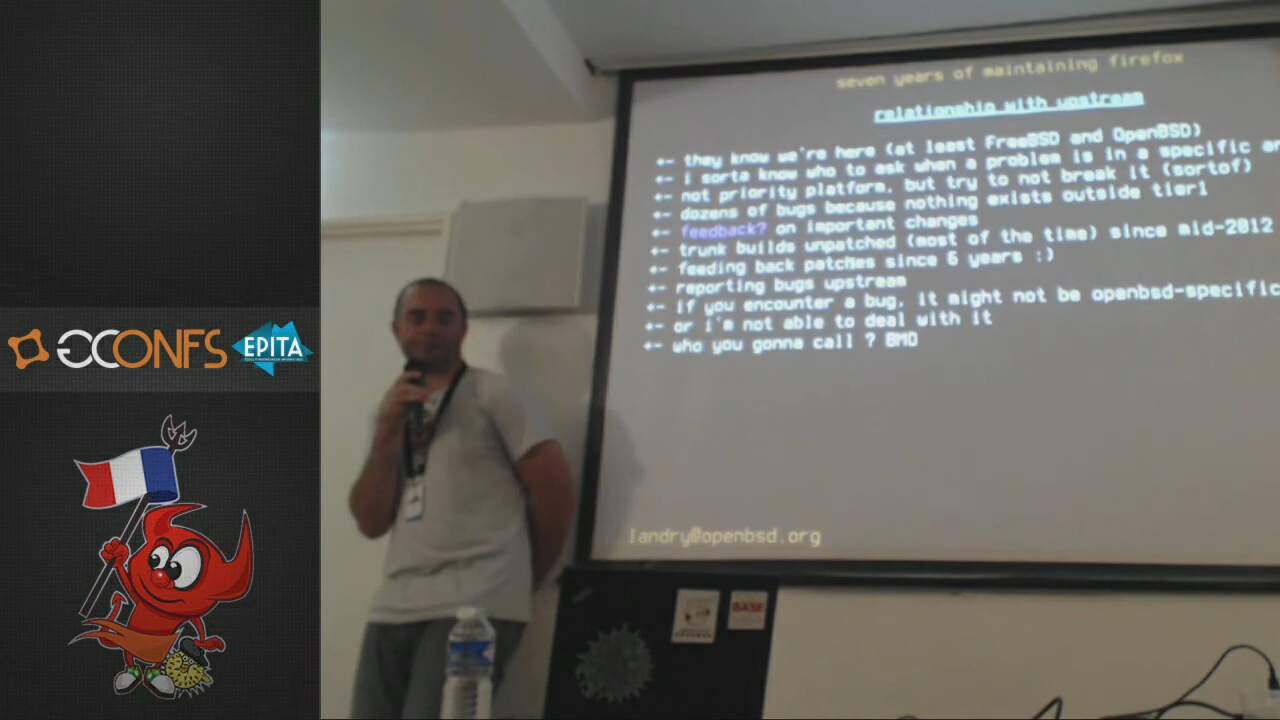 seven years of maintaining firefox
relationship with upstream
+- they know we're here (at least FreeBSD and OpenBSD)
+- i sorta know who to ask when a problem is in a specific
+- not priority platform, but try to not break it (sortof)
+- dozens of bugs because nothing exists outside tier1
+- feedback? on important changes
+- trunk builds unpatched (most of the time) since mid-2012
+- feeding back patches since 6 years :)
+- reporting bugs upstream
+- if you encounter a bug, it might not be openbsd-specific
+- or i'm not able to deal with it
+- who you gonna call ? BMO
landry@openbsd.org
GCONFS
EPITA
BASE